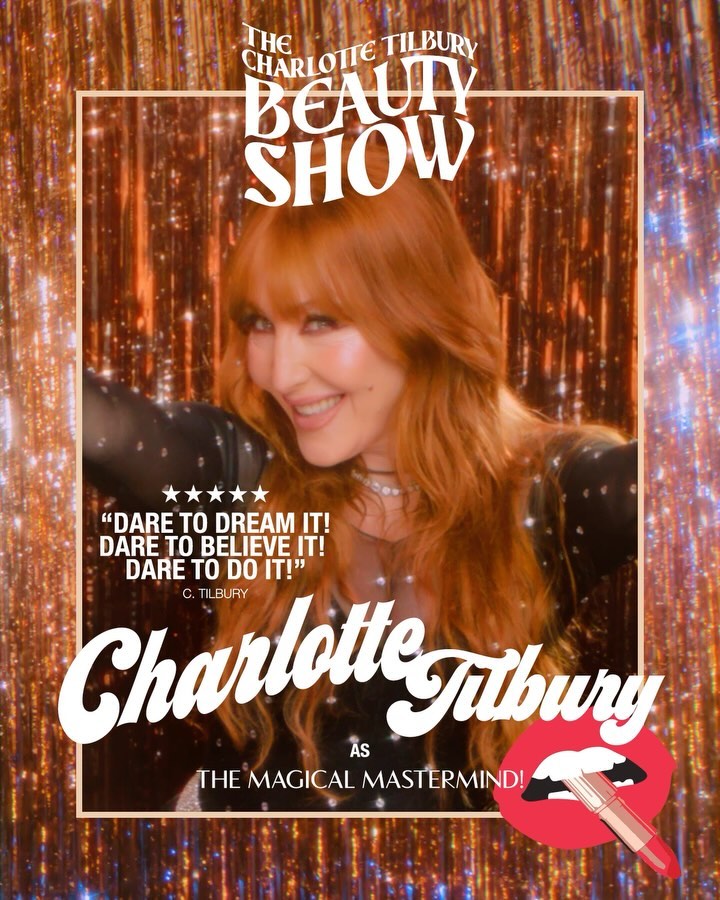 THE
CHARLOTTE TILBURY
BEAUTY
SHOW
★★★★★
“DARE TO DREAM IT!
DARE TO BELIEVE IT!
DARE TO DO IT!”
C. TILBURY
Charlotte
Tilbury
AS
THE MAGICAL MASTERMIND!